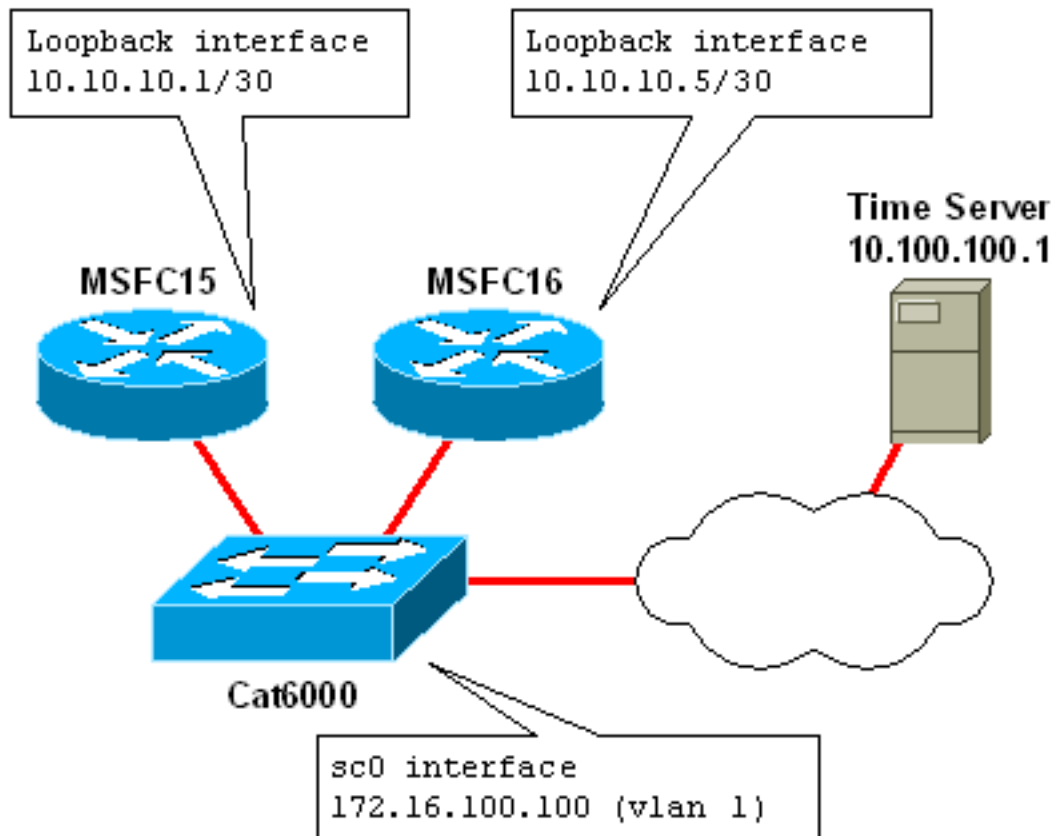 Loopback interface
10.10.10.1/30
Loopback interface
10.10.10.5/30
Time Server
10.100.100.1
MSFC15
MSFC16
Cat6000
sc0 interface
172.16.100.100 (vlan 1)